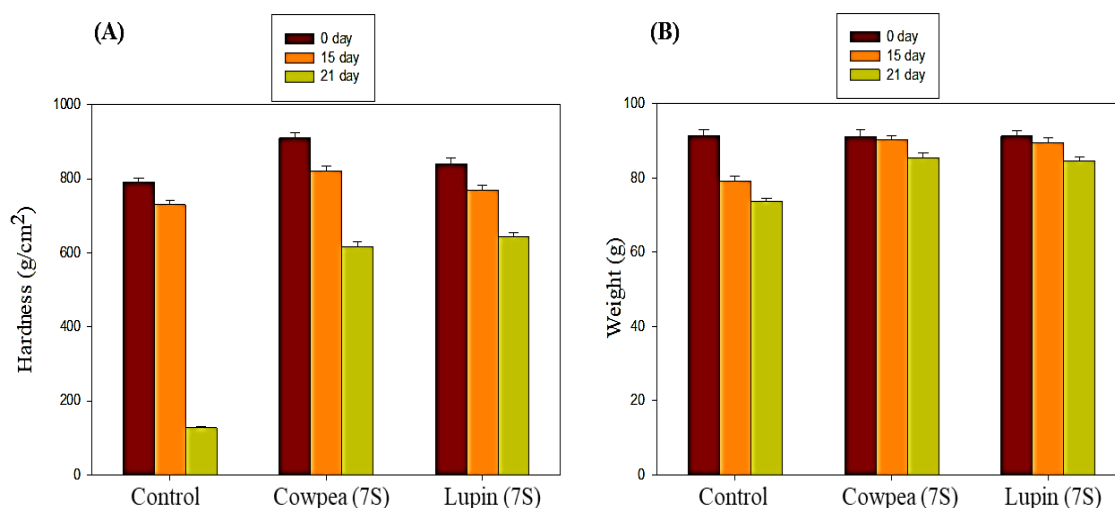 (A)
0 day
15 day
21 day
1000
800
600
400
200
0
Hardness (g/cm²)
Control
Cowpea (7S)
Lupin (7S)
(B)
0 day
15 day
21 day
100
80
60
40
20
0
Weight (g)
Control
Cowpea (7S)
Lupin (7S)